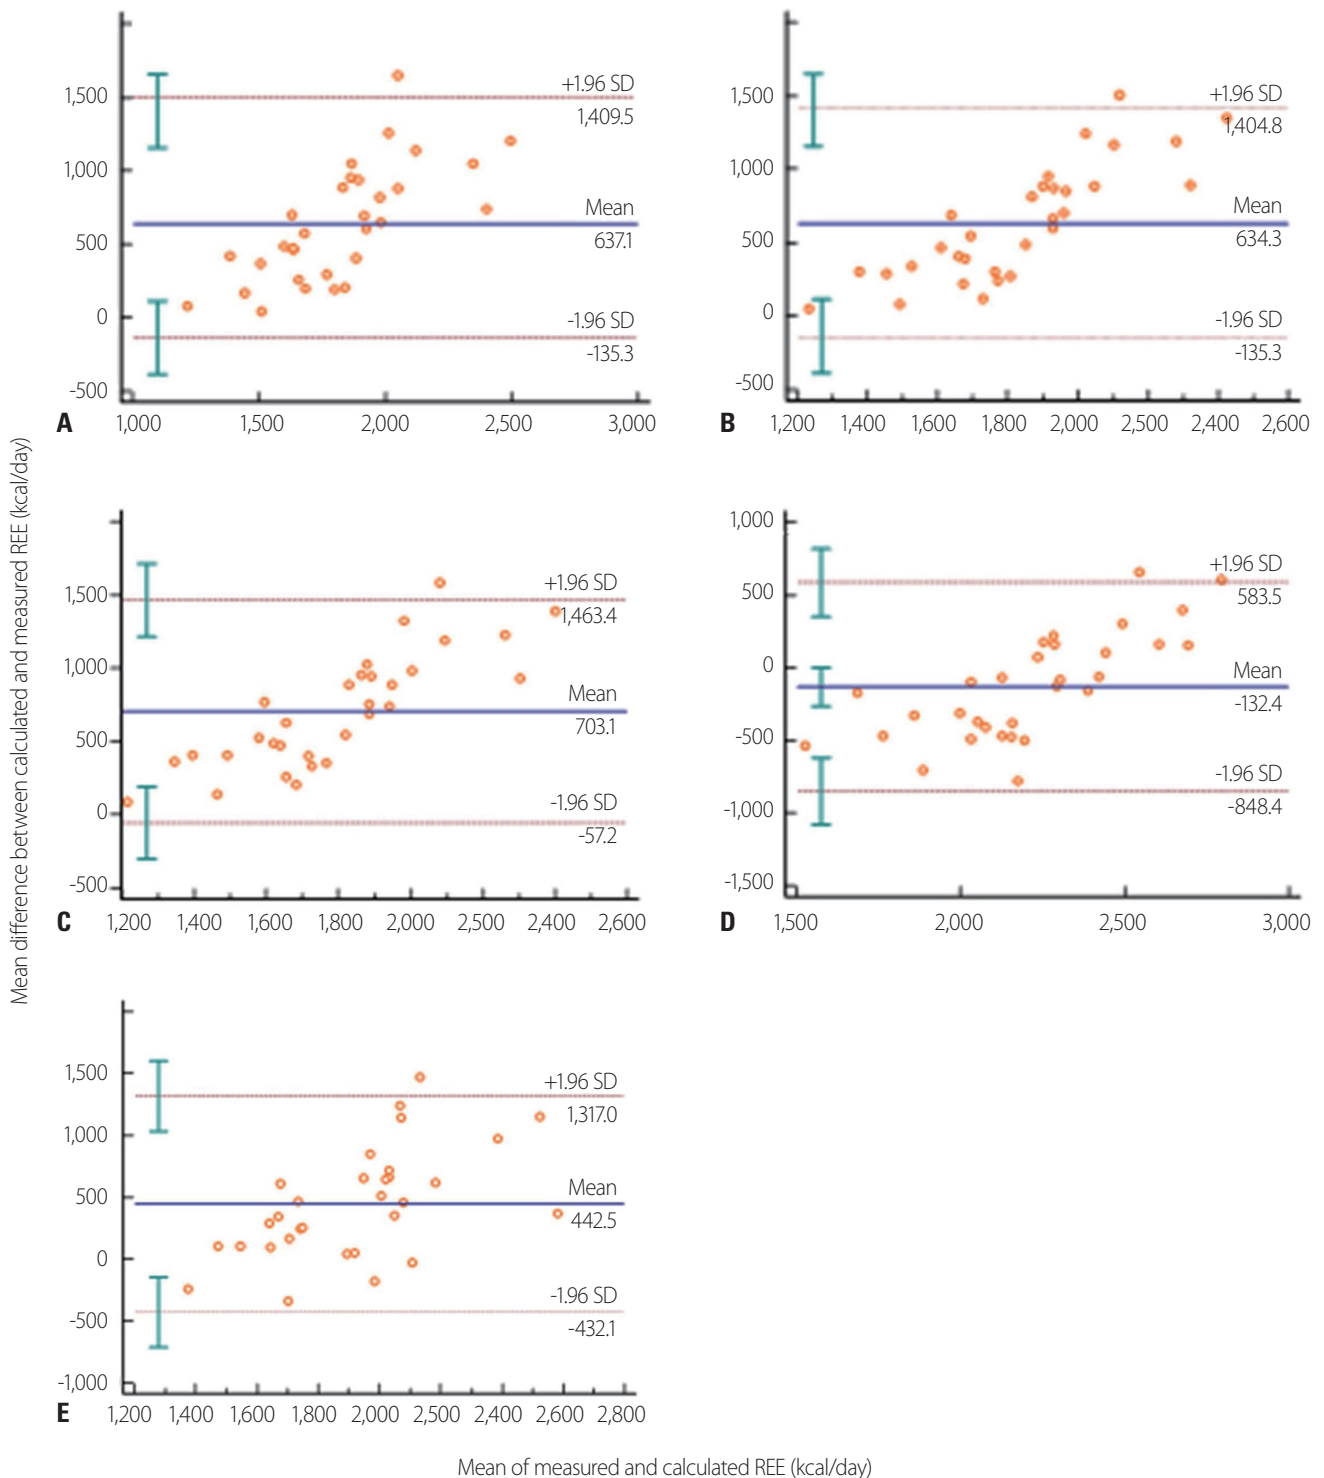 Mean difference between calculated and measured REE (kcal/day)
1,500
1,000
500
0
-500
+1.96 SD
1,409.5
Mean
637.1
-1.96 SD
-135.3
A
1,000 1,500 2,000 2,500 3,000
1,500
1,000
500
0
-500
+1.96 SD
1,404.8
Mean
634.3
-1.96 SD
-135.3
B
1,200 1,400 1,600 1,800 2,000 2,500 2,400 2,600
1,500
1,000
500
0
-500
+1.96 SD
1,463.4
Mean
703.1
-1.96 SD
-57.2
C
1,200 1,400 1,600 1,800 2,000 2,500 2,400 2,600
1,000
500
0
-500
-1,000
-1,500
+1.96 SD
583.5
Mean
-132.4
-1.96 SD
-848.4
D
1,500 2,000 2,500 3,000
1,500
1,000
500
0
-500
-1,000
+1.96 SD
1,317.0
Mean
442.5
-1.96 SD
-432.1
E
1,200 1,400 1,600 1,800 2,000 2,500 2,400 2,600 2,800
Mean of measured and calculated REE (kcal/day)